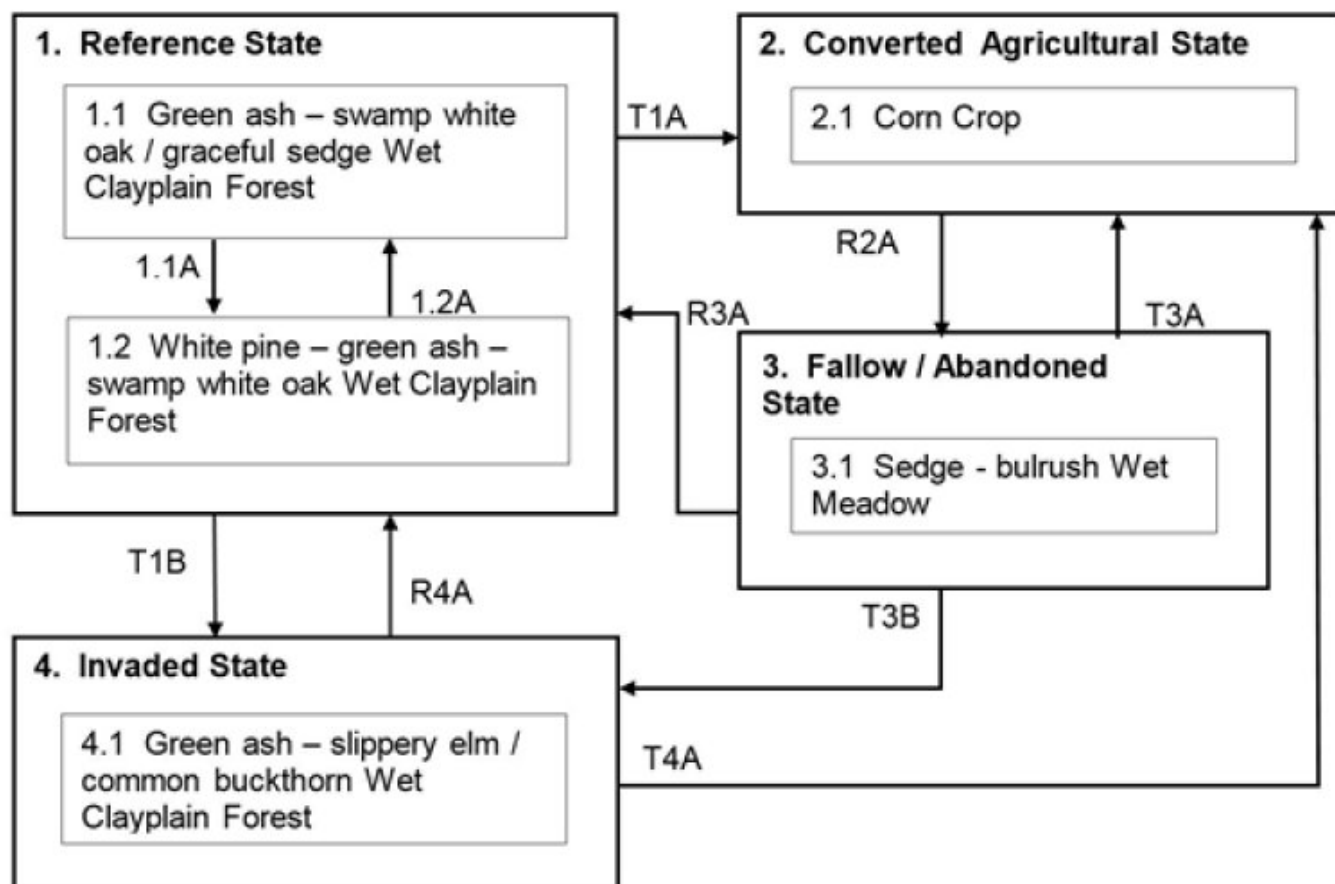 1. Reference State
1.1 Green ash – swamp white
oak / graceful sedge Wet
Clayplain Forest
1.1A
1.2A
1.2 White pine – green ash –
swamp white oak Wet Clayplain
Forest
T1A
2. Converted Agricultural State
2.1 Corn Crop
R2A
T3A
R3A
3. Fallow / Abandoned
State
3.1 Sedge - bulrush Wet
Meadow
T1B
R4A
T3B
4. Invaded State
4.1 Green ash – slippery elm /
common buckthorn Wet
Clayplain Forest
T4A